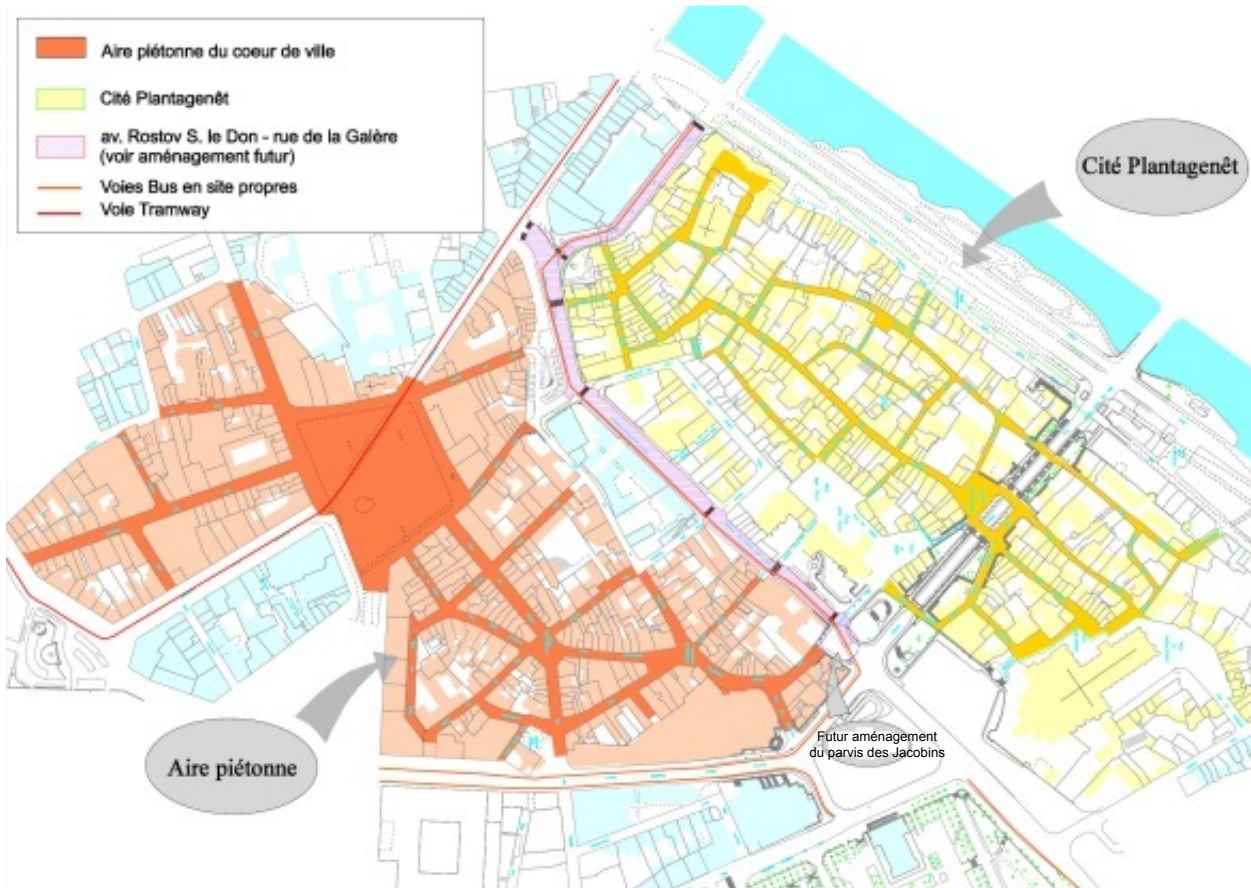 Aire piétonne du coeur de ville
Cité Plantagenêt
av. Rostov S. le Don - rue de la Galère
(voir aménagement futur)
Voies Bus en site propres
Voie Tramway
Cité Plantagenêt
Aire piétonne
Futur aménagement
du parvis des Jacobins